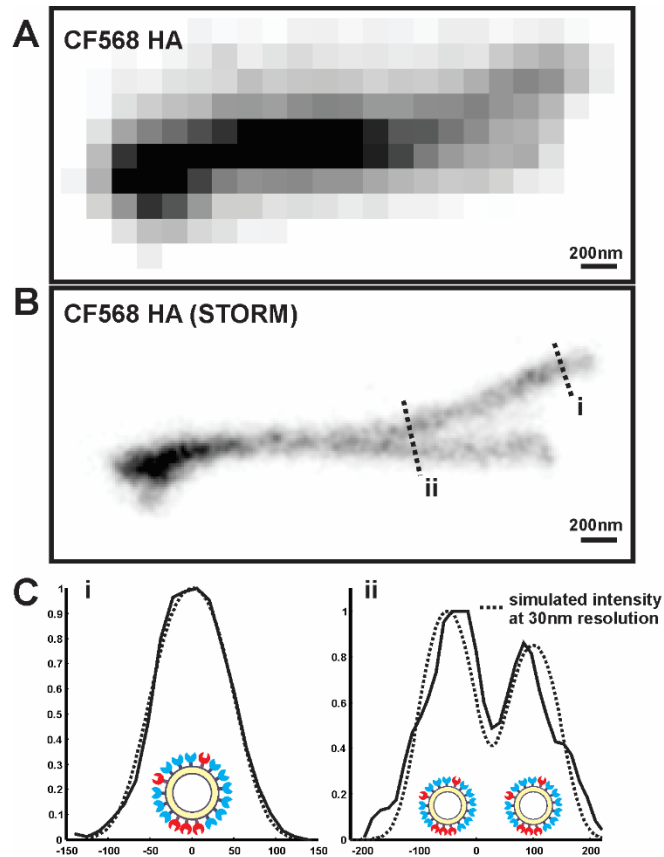 A
CF568 HA
200nm
B
CF568 HA (STORM)
i
ii
200nm
C
i
1
0.9
0.8
0.7
0.6
0.5
0.4
0.3
0.2
0.1
0
-150
-100
-50
0
50
100
150
ii
simulated intensity
at 30nm resolution
1
0.8
0.6
0.4
0.2
0
-200
-100
0
100
200